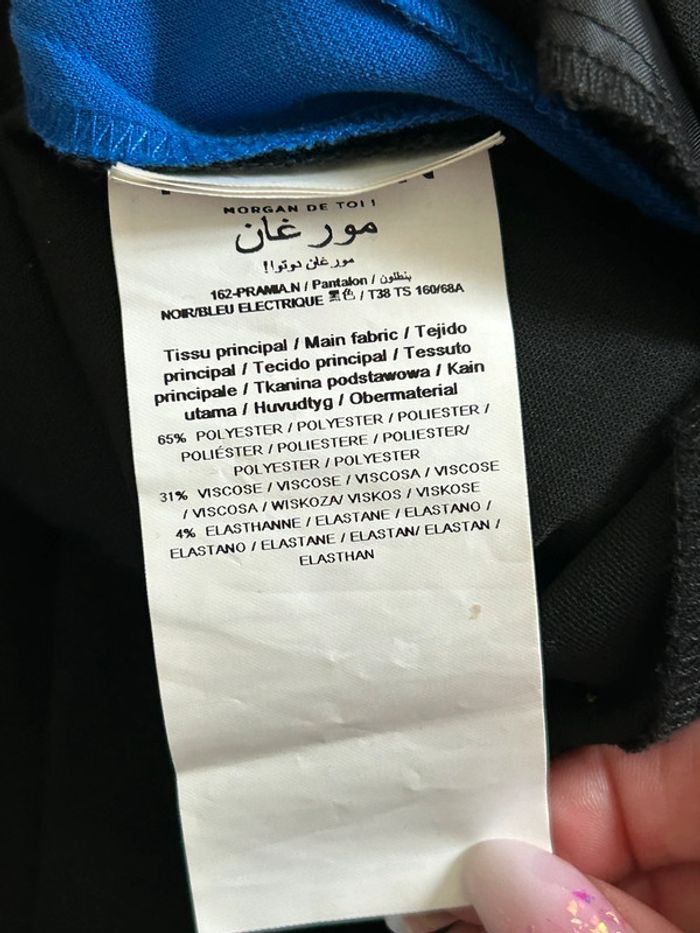 MORGAN DE TOI !
مورغان
مورغان دوتوا!
162-PRAMIA.N / Pantalon / بنطلون
NOIR/BLEU ELECTRIQUE 黑色 / T38 TS 160/68A
Tissu principal / Main fabric / Tejido
principal / Tecido principal / Tessuto
principale / Tkanina podstawowa / Kain
utama / Huvudtyg / Obermaterial
65% POLYESTER / POLYESTER / POLIESTER /
POLIÉSTER / POLIESTERE / POLIESTER/
POLYESTER / POLYESTER
31% VISCOSE / VISCOSE / VISCOSA / VISCOSE
/ VISCOSA / WISKOZA/ VISKOS / VISKOSE
4% ELASTHANNE / ELASTANE / ELASTANO /
ELASTANO / ELASTANE / ELASTAN/ ELASTAN /
ELASTHAN